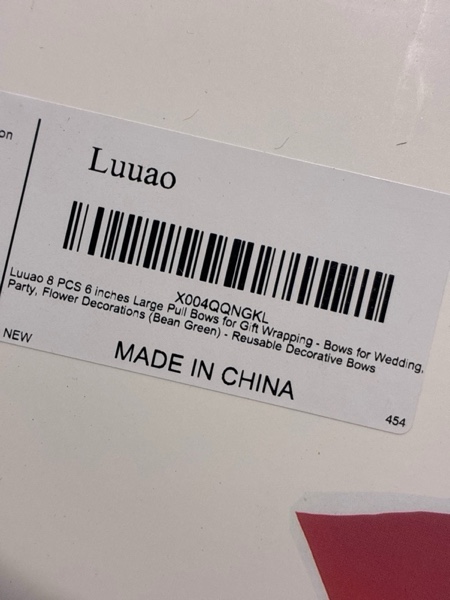 on
Luuao
X004QQNGKL
Luuao 8 PCS 6 inches Large Pull Bows for Gift Wrapping - Bows for Wedding,
Party, Flower Decorations (Bean Green) - Reusable Decorative Bows
NEW
MADE IN CHINA
454